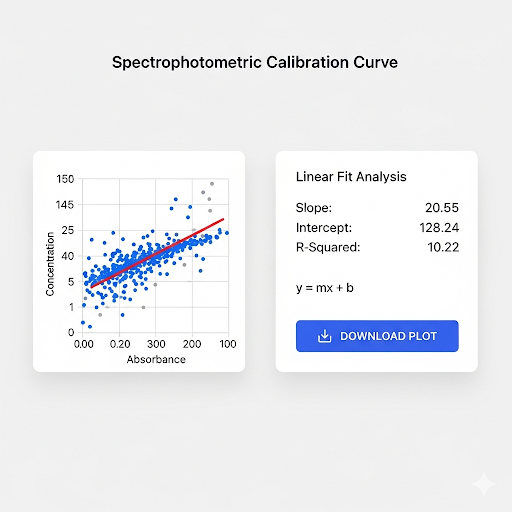 Spectrophotometric Calibration Curve
150
145
25
40
5
1
0
Concentration
0.00 0.20 300 200 100
Absorbance
Linear Fit Analysis
Slope: 20.55
Intercept: 128.24
R-Squared: 10.22
y = mx + b
DOWNLOAD PLOT